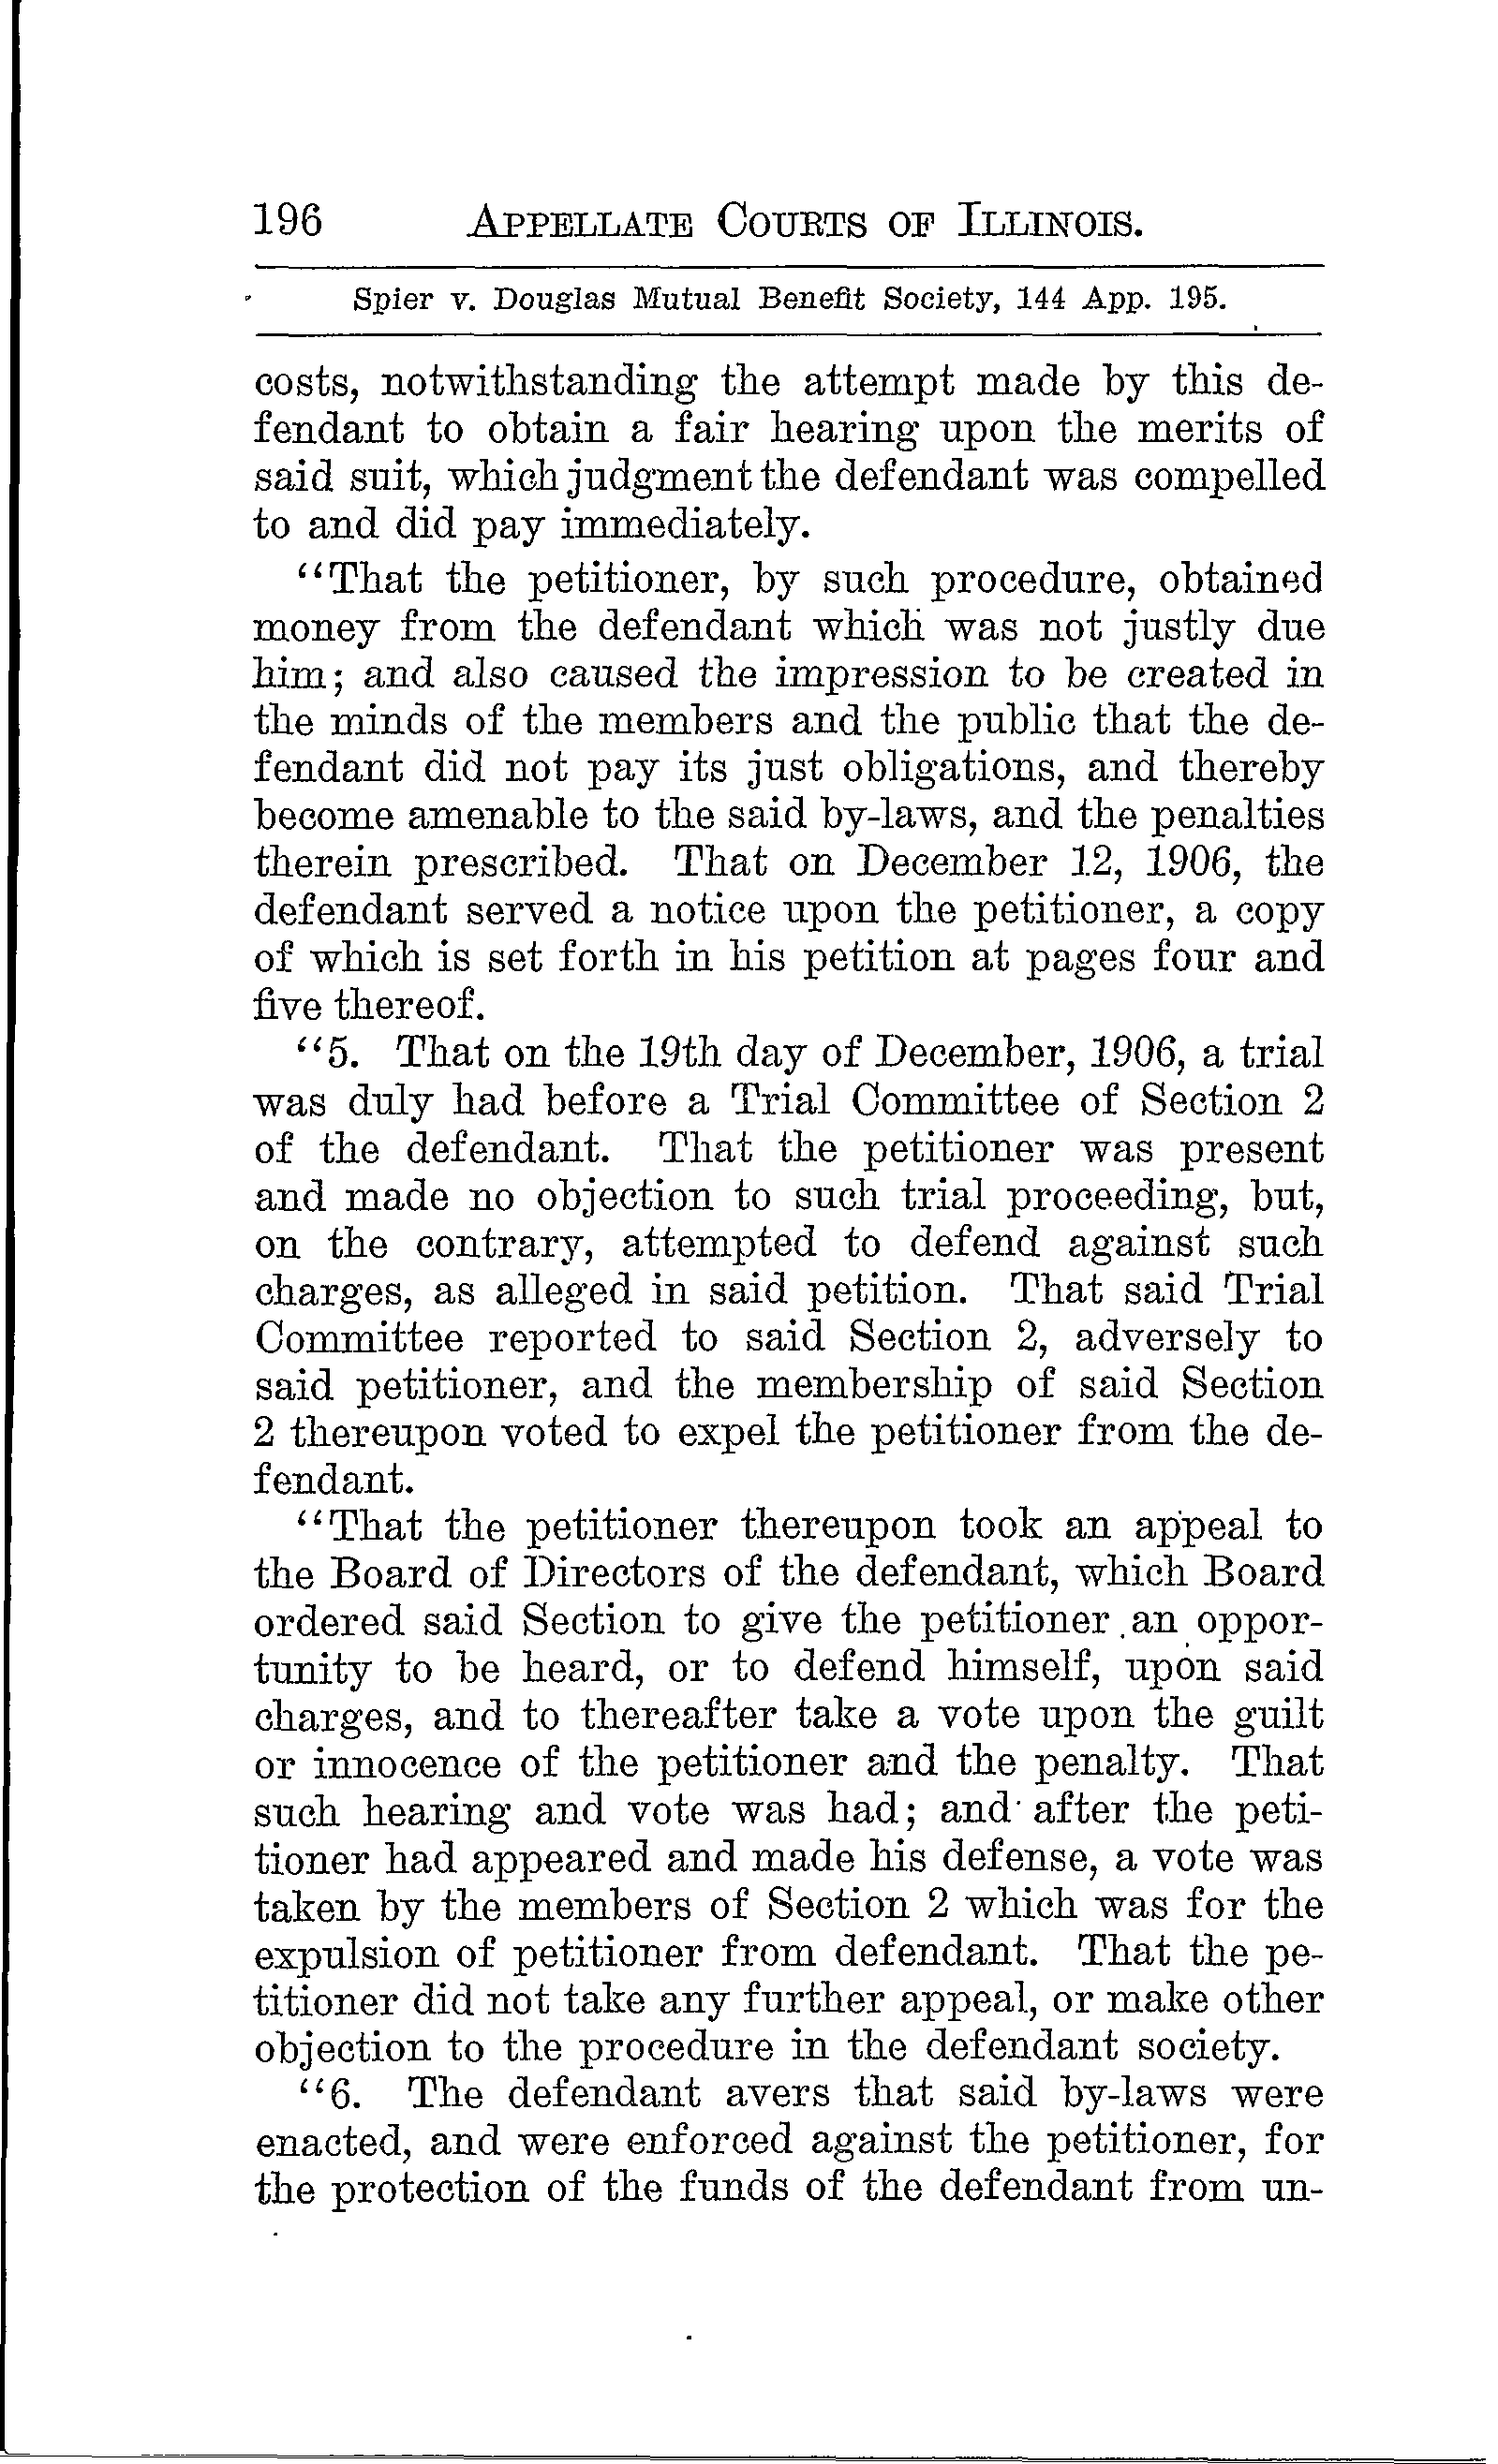 196 APPELLATE COURTS OF ILLINOIS.
Spier v. Douglas Mutual Benefit Society, 144 App. 195.
costs, notwithstanding the attempt made by this de-
fendant to obtain a fair hearing upon the merits of
said suit, which judgment the defendant was compelled
to and did pay immediately.
“That the petitioner, by such procedure, obtained
money from the defendant which was not justly due
him; and also caused the impression to be created in
the minds of the members and the public that the de-
fendant did not pay its just obligations, and thereby
become amenable to the said by-laws, and the penalties
therein prescribed. That on December 12, 1906, the
defendant served a notice upon the petitioner, a copy
of which is set forth in his petition at pages four and
five thereof.
“5. That on the 19th day of December, 1906, a trial
was duly had before a Trial Committee of Section 2
of the defendant. That the petitioner was present
and made no objection to such trial proceeding, but,
on the contrary, attempted to defend against such
charges, as alleged in said petition. That said Trial
Committee reported to said Section 2, adversely to
said petitioner, and the membership of said Section
2 thereupon voted to expel the petitioner from the de-
fendant.
“That the petitioner thereupon took an appeal to
the Board of Directors of the defendant, which Board
ordered said Section to give the petitioner an oppor-
tunity to be heard, or to defend himself, upon said
charges, and to thereafter take a vote upon the guilt
or innocence of the petitioner and the penalty. That
such hearing and vote was had; and after the peti-
tioner had appeared and made his defense, a vote was
taken by the members of Section 2 which was for the
expulsion of petitioner from defendant. That the pe-
titioner did not take any further appeal, or make other
objection to the procedure in the defendant society.
“6. The defendant avers that said by-laws were
enacted, and were enforced against the petitioner, for
the protection of the funds of the defendant from un-